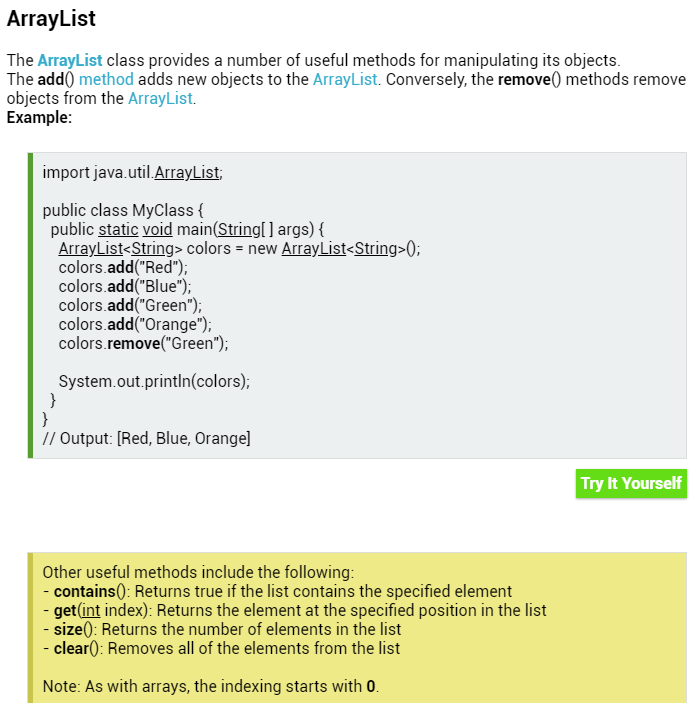 ArrayList
The ArrayList class provides a number of useful methods for manipulating its objects.
The add() method adds new objects to the ArrayList. Conversely, the remove() methods remove
objects from the ArrayList.
Example:
import java.util.ArrayList;
public class MyClass {
public static void main(String[ ] args) {
ArrayList<String> colors = new ArrayList<String>();
colors.add("Red");
colors.add("Blue");
colors.add("Green");
colors.add("Orange");
colors.remove("Green");
System.out.println(colors);
}
}
// Output: [Red, Blue, Orange]
Try It Yourself
Other useful methods include the following:
- contains(): Returns true if the list contains the specified element
- get(int index): Returns the element at the specified position in the list
- size(): Returns the number of elements in the list
- clear(): Removes all of the elements from the list
Note: As with arrays, the indexing starts with 0.